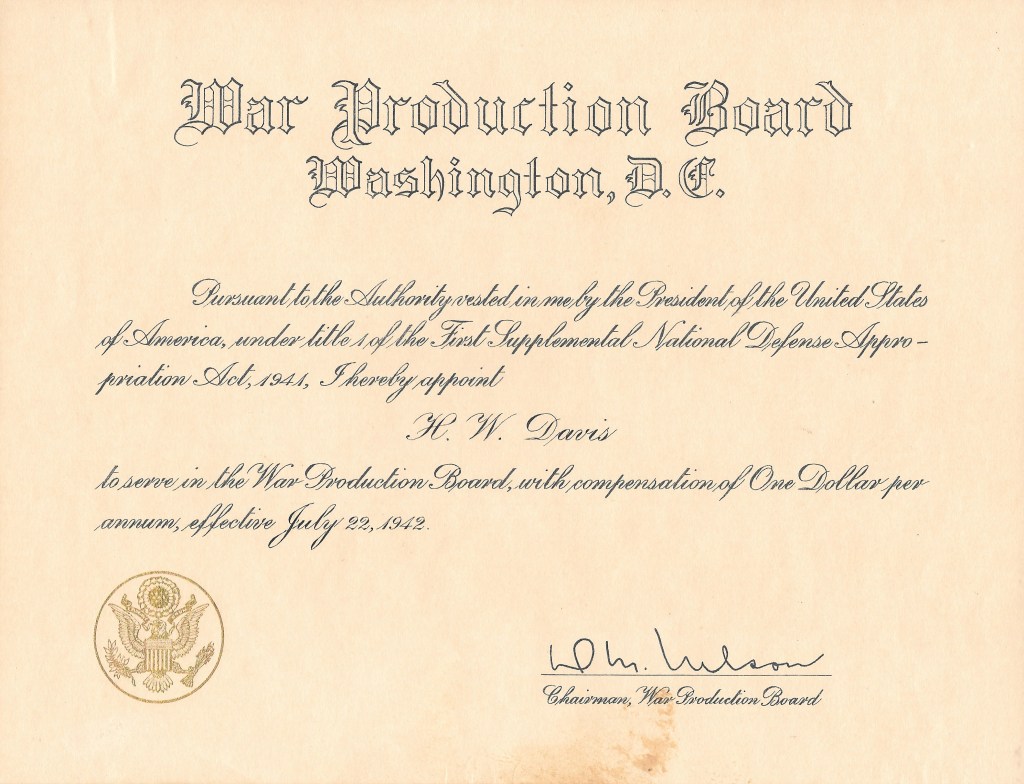 War Production Board
Washington, D.C.
Pursuant to the Authority vested in me by the President of the United States
of America, under title 1 of the First Supplemental National Defense Appro-
priation Act, 1941, I hereby appoint
H. W. Davis
to serve in the War Production Board, with compensation of One Dollar per
annum, effective July 22, 1942.
D M. Nelson
Chairman, War Production Board